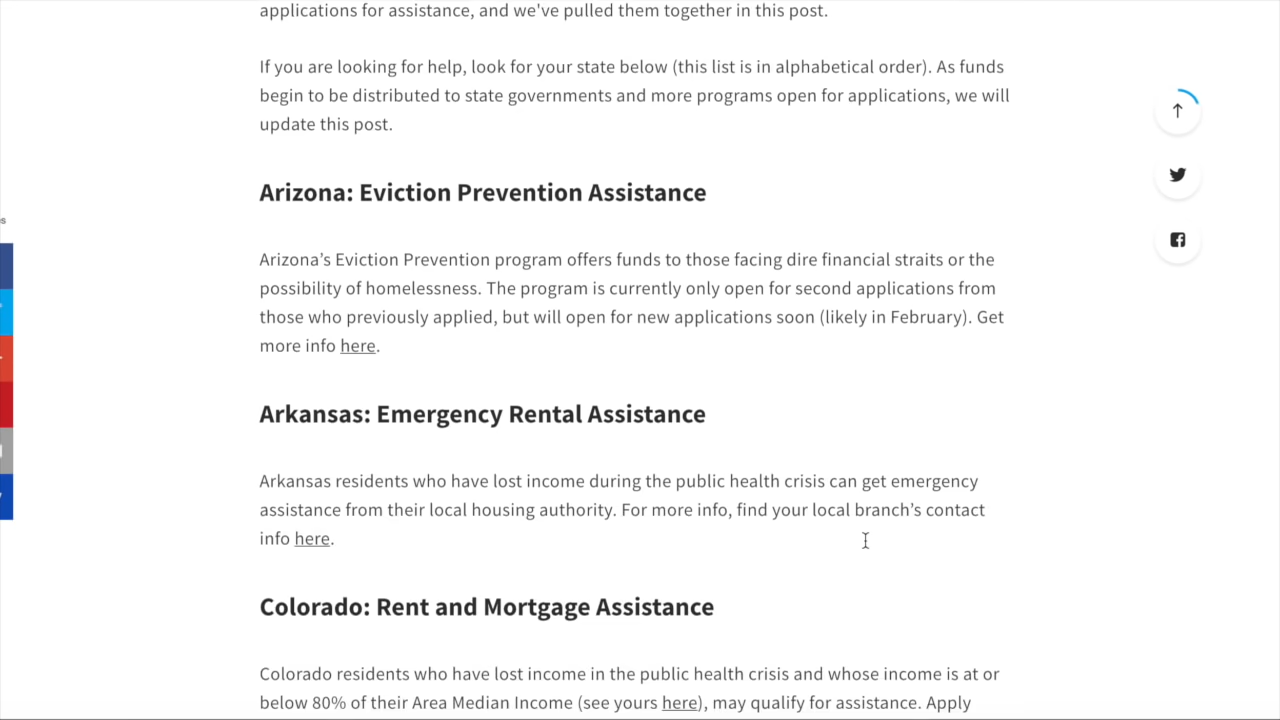 applications for assistance, and we've pulled them together in this post.
If you are looking for help, look for your state below (this list is in alphabetical order). As funds
begin to be distributed to state governments and more programs open for applications, we will
update this post.
Arizona: Eviction Prevention Assistance
Arizona’s Eviction Prevention program offers funds to those facing dire financial straits or the
possibility of homelessness. The program is currently only open for second applications from
those who previously applied, but will open for new applications soon (likely in February). Get
more info here.
Arkansas: Emergency Rental Assistance
Arkansas residents who have lost income during the public health crisis can get emergency
assistance from their local housing authority. For more info, find your local branch’s contact
info here.
Colorado: Rent and Mortgage Assistance
Colorado residents who have lost income in the public health crisis and whose income is at or
below 80% of their Area Median Income (see yours here), may qualify for assistance. Apply